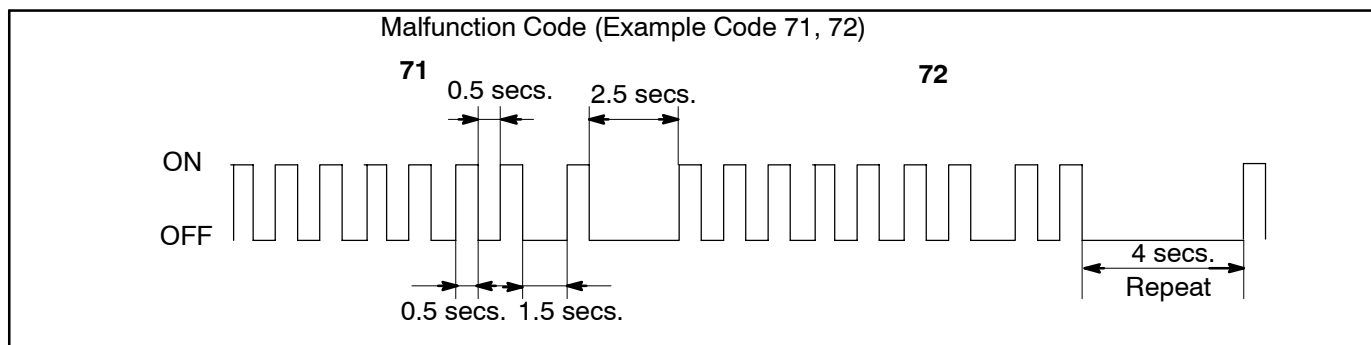 Malfunction Code (Example Code 71, 72)
71
72
0.5 secs.
2.5 secs.
ON
OFF
4 secs.
Repeat
0.5 secs.
1.5 secs.